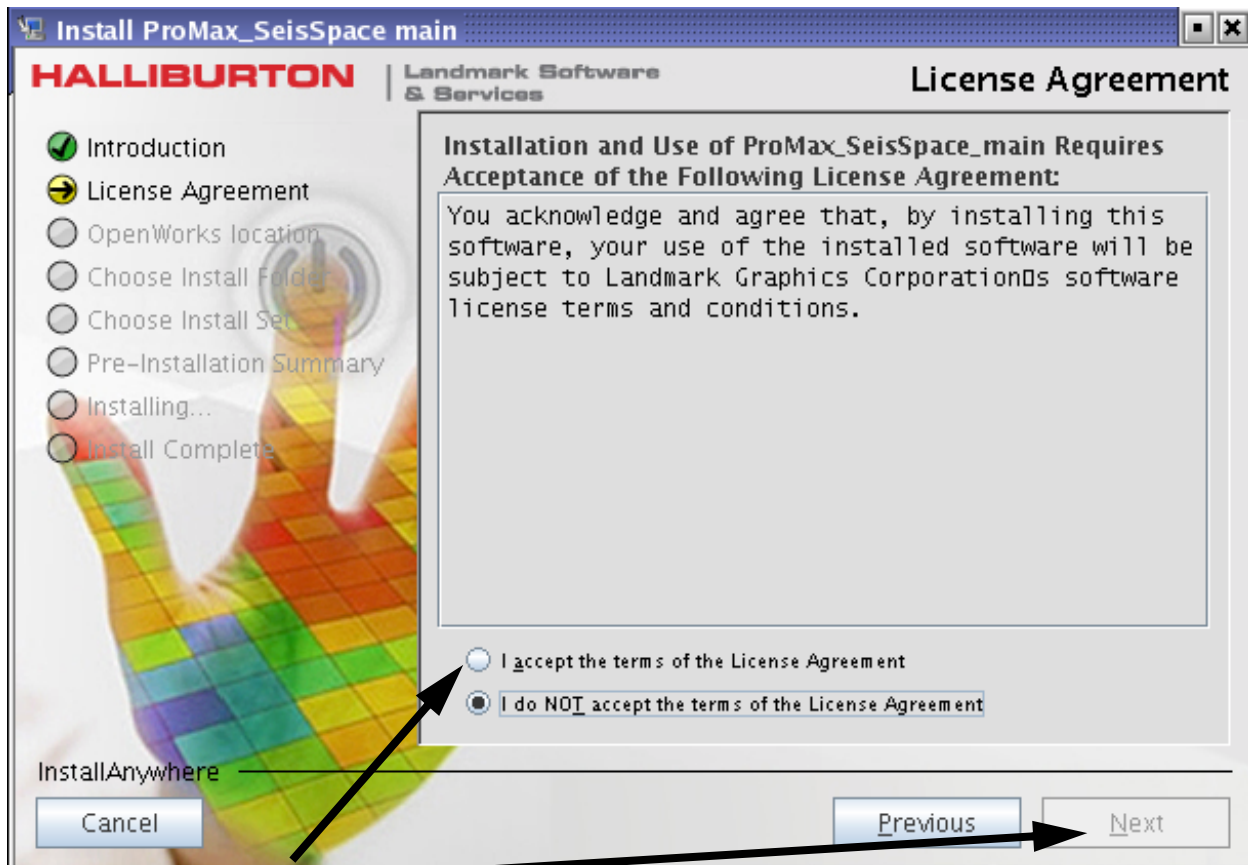 Install ProMax_SeisSpace main
HALLIBURTON
Landmark Software
& Services
License Agreement
Introduction
License Agreement
OpenWorks location
Choose Install Folder
Choose Install Set
Pre-Installation Summary
Installing...
Install Complete
Installation and Use of ProMax_SeisSpace_main Requires
Acceptance of the Following License Agreement:
You acknowledge and agree that, by installing this
software, your use of the installed software will be
subject to Landmark Graphics Corporation▯s software
license terms and conditions.
I accept the terms of the License Agreement
I do NOT accept the terms of the License Agreement
InstallAnywhere
Cancel
Previous
Next